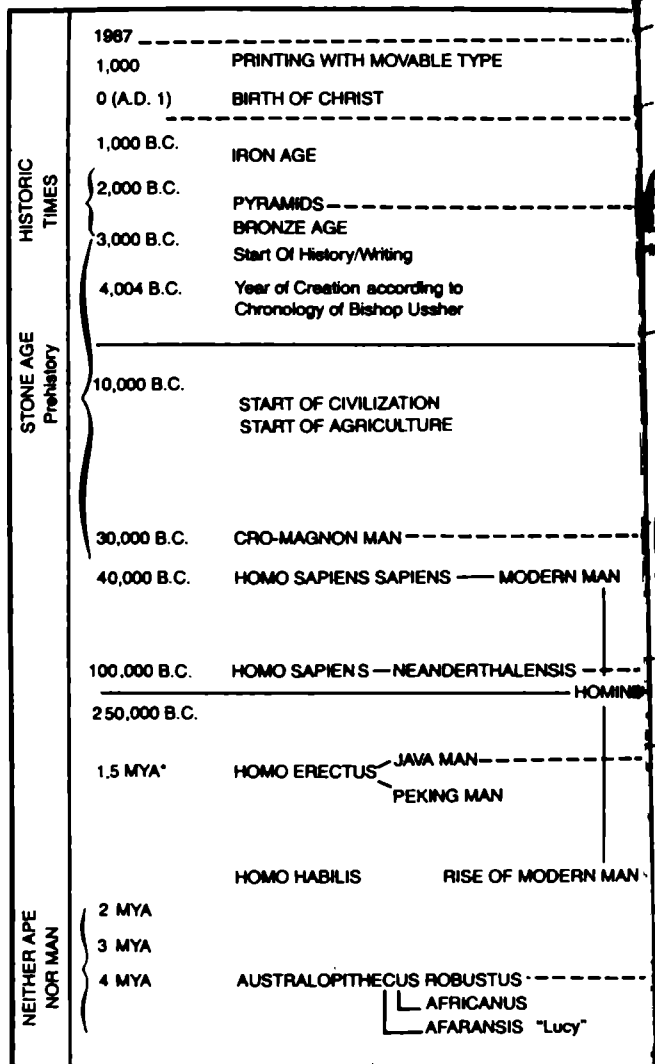 1987
1,000 PRINTING WITH MOVABLE TYPE
0 (A.D. 1) BIRTH OF CHRIST
1,000 B.C. IRON AGE
HISTORIC
TIMES
2,000 B.C. PYRAMIDS
BRONZE AGE
3,000 B.C. Start Of History/Writing
4,004 B.C. Year of Creation according to
Chronology of Bishop Ussher
STONE AGE
Prehistory
10,000 B.C. START OF CIVILIZATION
START OF AGRICULTURE
30,000 B.C. CRO-MAGNON MAN
40,000 B.C. HOMO SAPIENS SAPIENS — MODERN MAN
100,000 B.C. HOMO SAPIENS — NEANDERTHALENSIS
HOMIN
250,000 B.C.
1.5 MYA* HOMO ERECTUS JAVA MAN
PEKING MAN
HOMO HABILIS RISE OF MODERN MAN
NEITHER APE
NOR MAN
2 MYA
3 MYA
4 MYA AUSTRALOPITHECUS ROBUSTUS
AFRICANUS
AFARANSIS "Lucy"